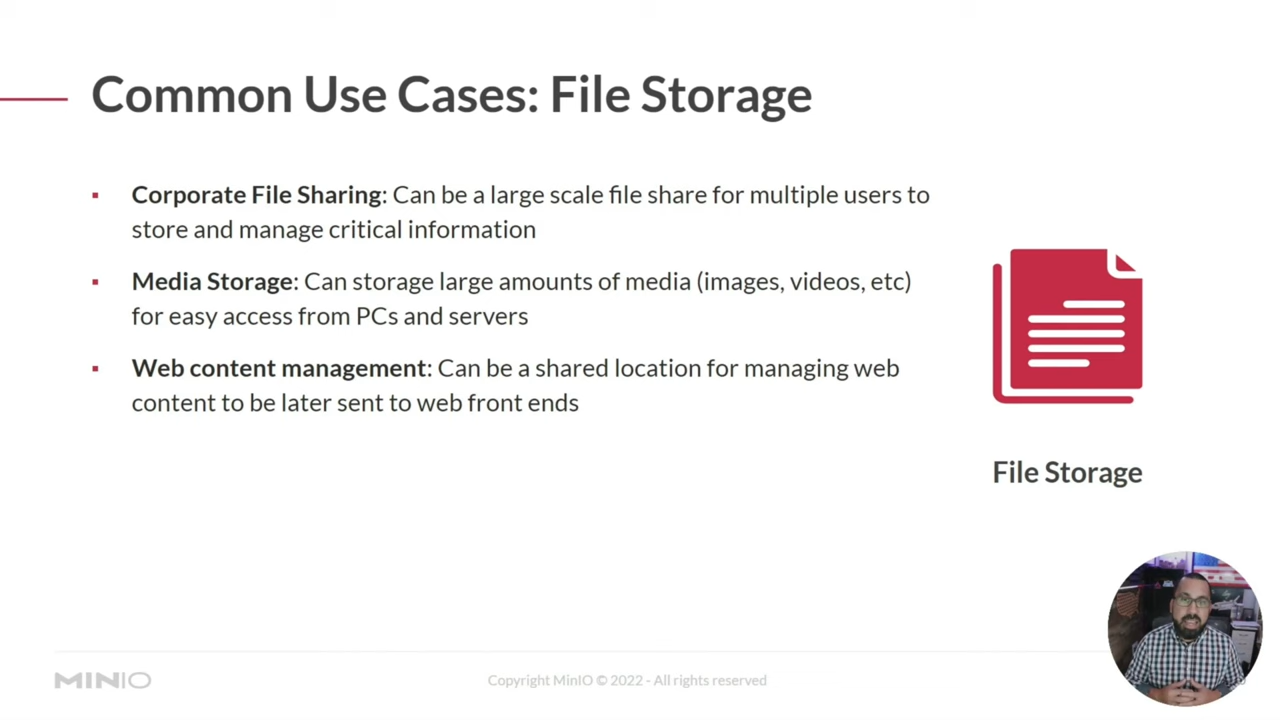 Common Use Cases: File Storage
▪ Corporate File Sharing: Can be a large scale file share for multiple users to
store and manage critical information
▪ Media Storage: Can storage large amounts of media (images, videos, etc)
for easy access from PCs and servers
▪ Web content management: Can be a shared location for managing web
content to be later sent to web front ends
File Storage
MINIO
Copyright MinIO © 2022 - All rights reserved